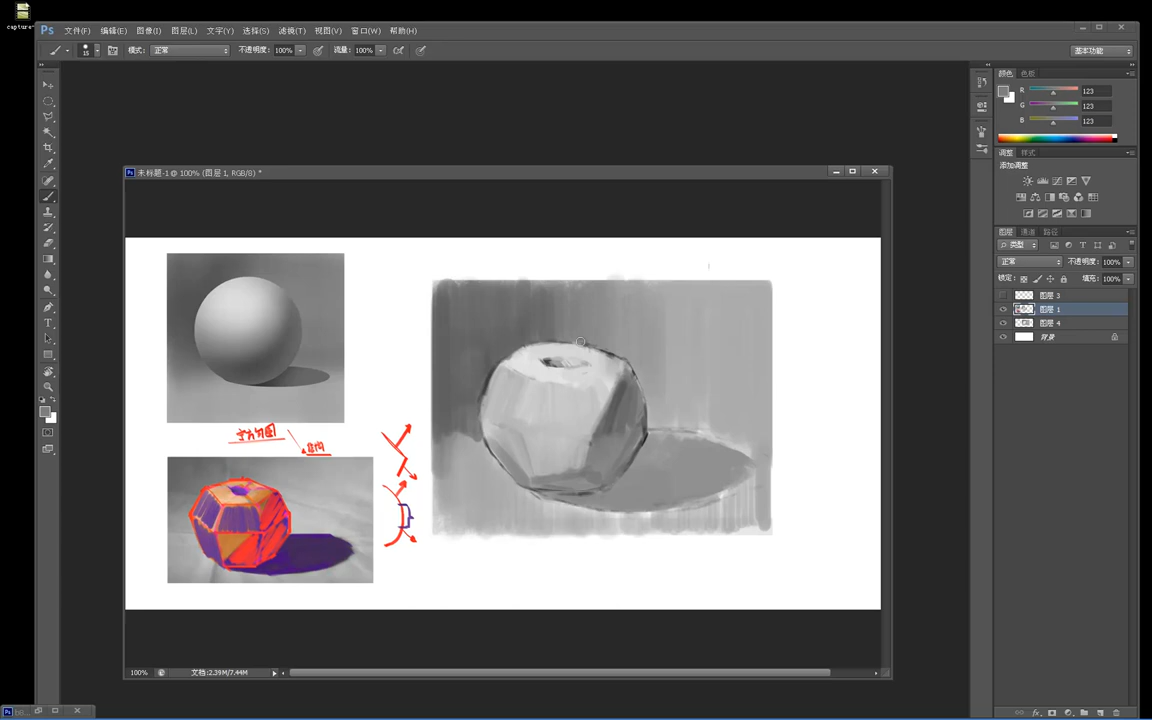 capture
Ps 文件(F) 编辑(E) 图像(I) 图层(L) 文字(Y) 选择(S) 滤镜(T) 视图(V) 窗口(W) 帮助(H)
15 模式: 正常 不透明度: 100% 流量: 100% 基本功能
颜色 色板
R 123
G 123
B 123
调整 样式
添加调整
图层 通道 路径
类型
正常 不透明度: 100%
锁定: 填充: 100%
图层 3
图层 1
图层 4
背景
Ps 未标题-1 @ 100% (图层 1, RGB/8) *
100% 文档:2.39M/7.44M
Ps